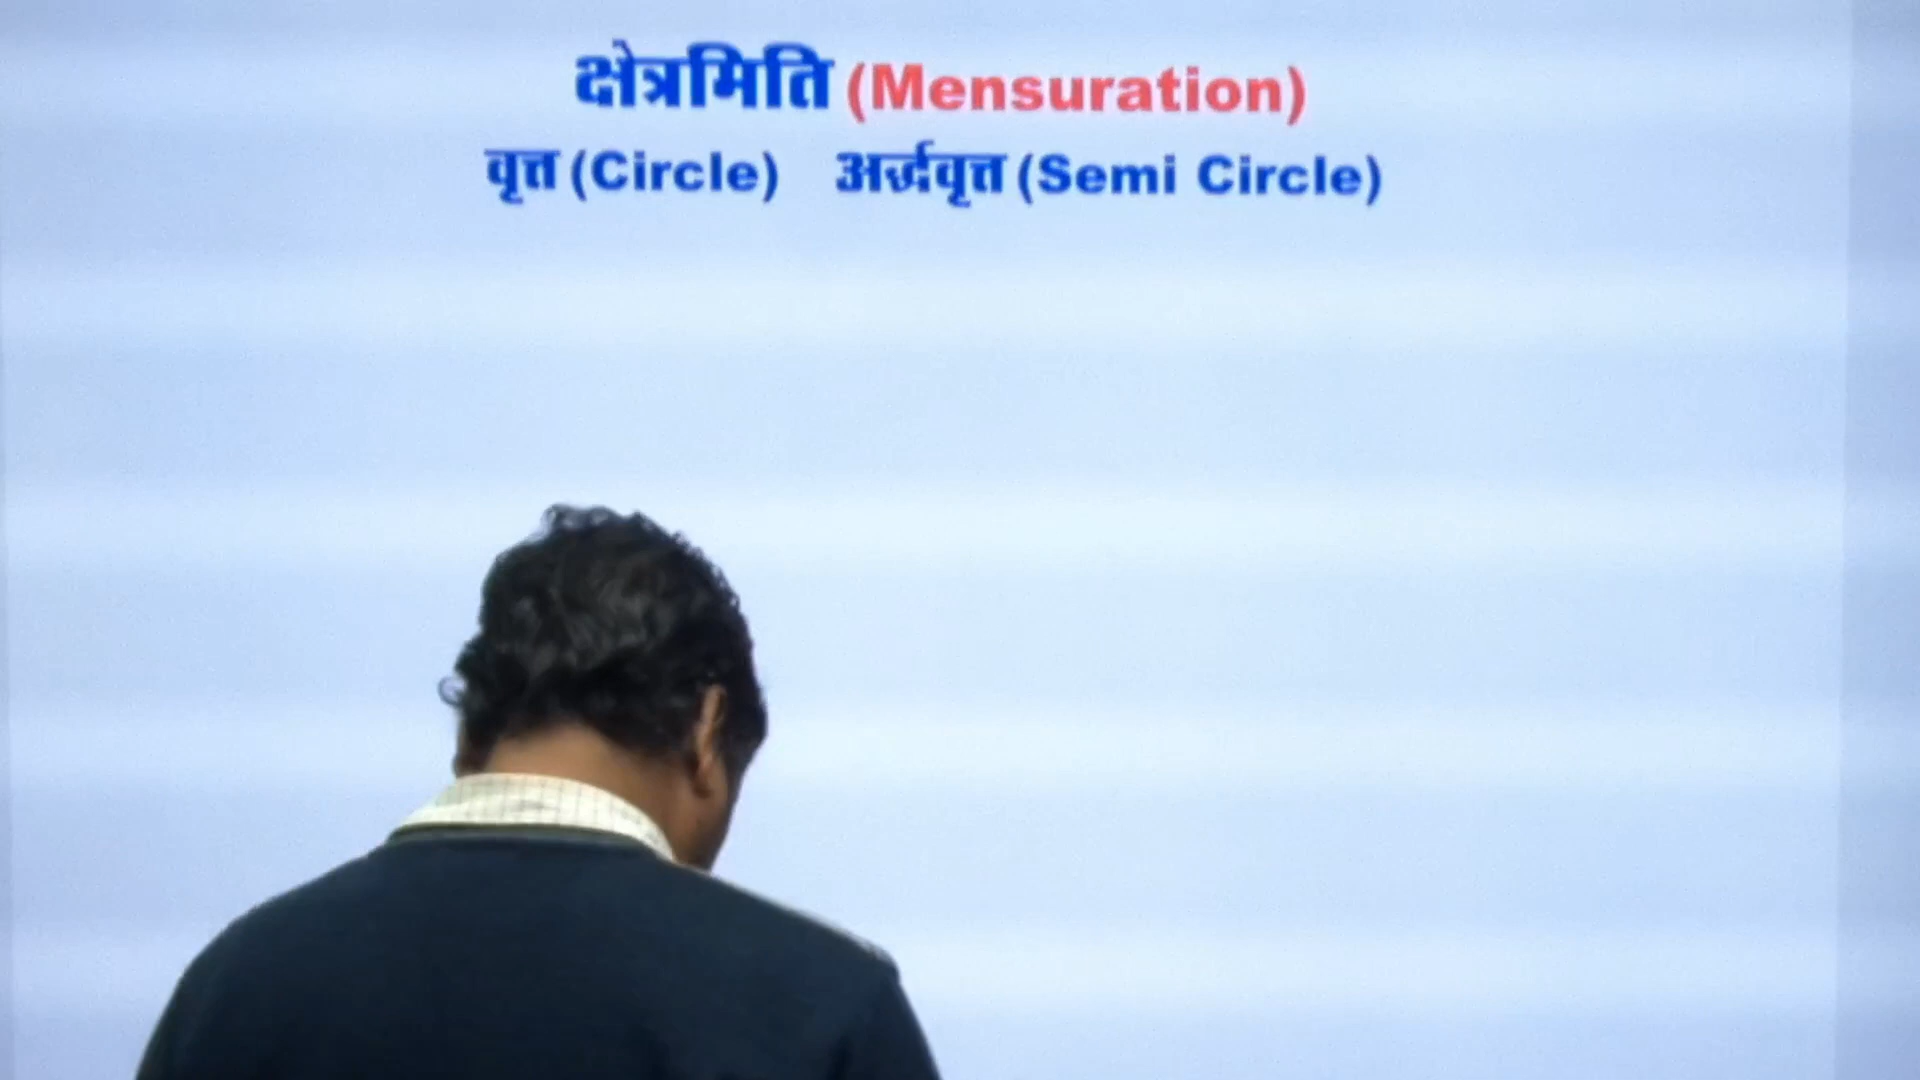 क्षेत्रमिति (Mensuration)
वृत्त (Circle) अर्द्धवृत्त (Semi Circle)